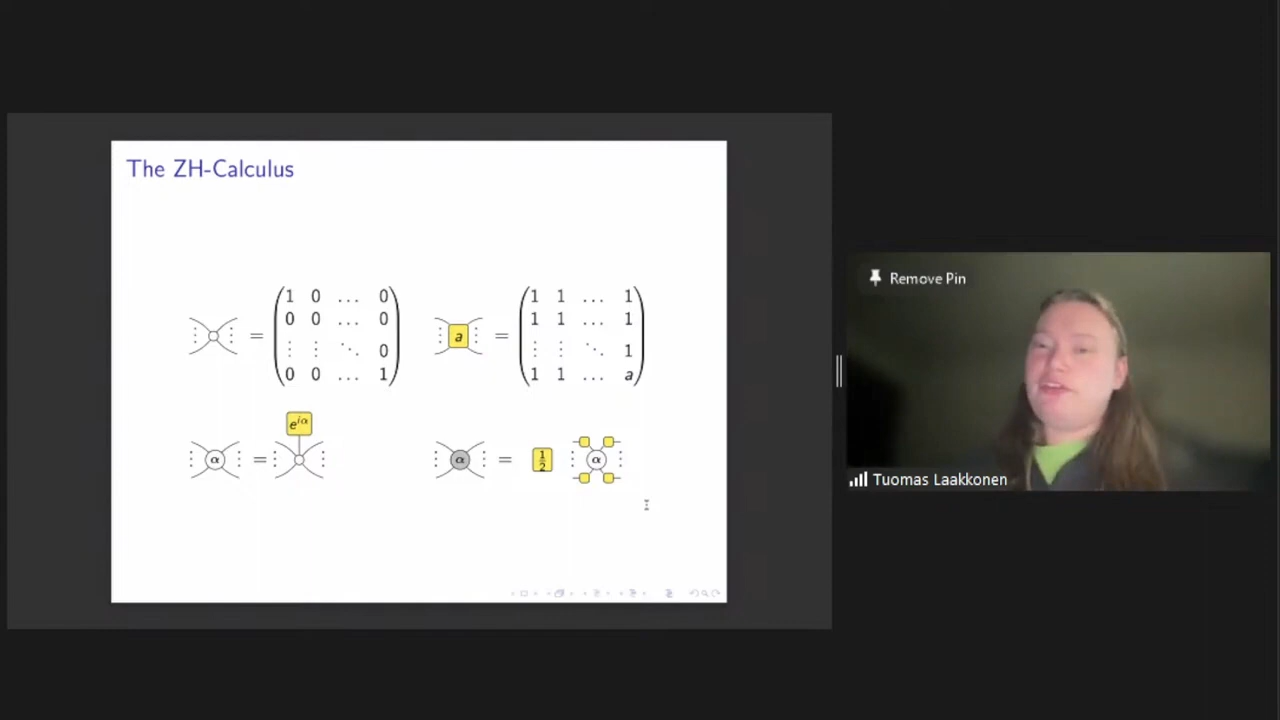 The ZH-Calculus
= ( 1 0 … 0
0 0 … 0
⋮ ⋮ ⋱ 0
0 0 … 1 )
a = ( 1 1 … 1
1 1 … 1
⋮ ⋮ ⋱ 1
1 1 … a )
α = e^{iα}
α = 1/2 α
Remove Pin
Tuomas Laakkonen